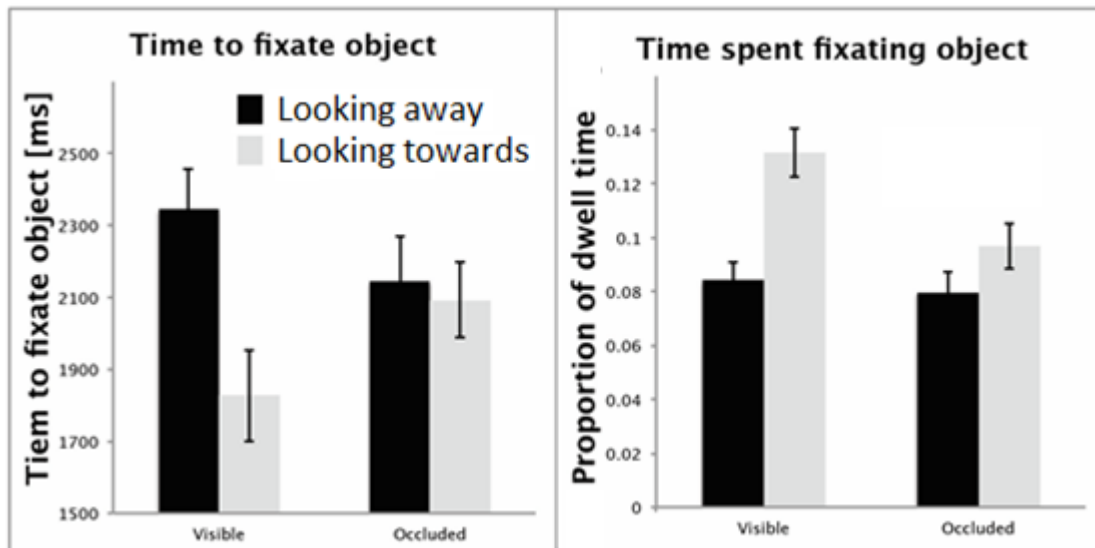 Time to fixate object
Looking away
Looking towards
Tiem to fixate object [ms]
2500
2300
2100
1900
1700
1500
Visible
Occluded
Time spent fixating object
Proportion of dwell time
0.14
0.12
0.1
0.08
0.06
0.04
0.02
0
Visible
Occluded